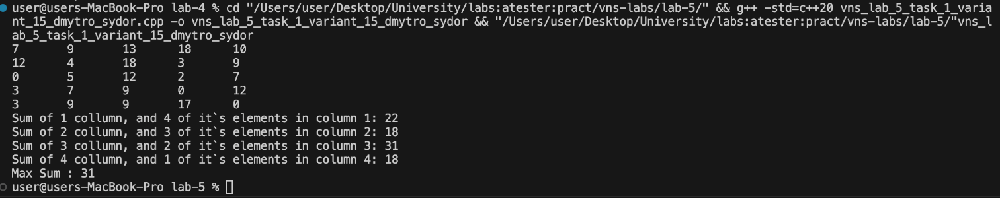 user@users-MacBook-Pro lab-4 % cd "/Users/user/Desktop/University/labs:atester:pract/vns-labs/lab-5/" && g++ -std=c++20 vns_lab_5_task_1_varia
nt_15_dmytro_sydor.cpp -o vns_lab_5_task_1_variant_15_dmytro_sydor && "/Users/user/Desktop/University/labs:atester:pract/vns-labs/lab-5/"vns_l
ab_5_task_1_variant_15_dmytro_sydor
7 9 13 18 10
12 4 18 3 9
0 5 12 2 7
3 7 9 0 12
3 9 9 17 0
Sum of 1 collumn, and 4 of it`s elements in column 1: 22
Sum of 2 collumn, and 3 of it`s elements in column 2: 18
Sum of 3 collumn, and 2 of it`s elements in column 3: 31
Sum of 4 collumn, and 1 of it`s elements in column 4: 18
Max Sum : 31
user@users-MacBook-Pro lab-5 %